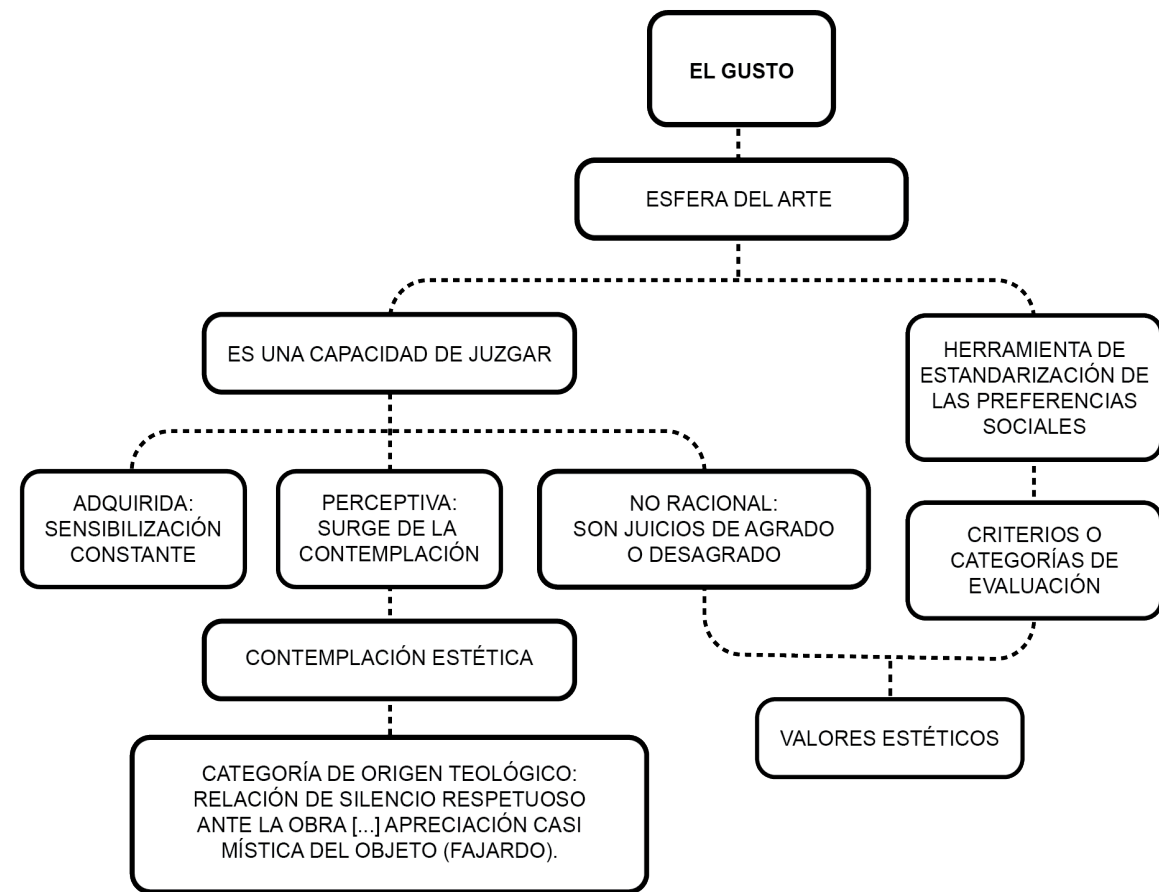 EL GUSTO
ESFERA DEL ARTE
ES UNA CAPACIDAD DE JUZGAR
HERRAMIENTA DE
ESTANDARIZACIÓN DE
LAS PREFERENCIAS
SOCIALES
ADQUIRIDA:
SENSIBILIZACIÓN
CONSTANTE
PERCEPTIVA:
SURGE DE LA
CONTEMPLACIÓN
NO RACIONAL:
SON JUICIOS DE AGRADO
O DESAGRADO
CRITERIOS O
CATEGORÍAS DE
EVALUACIÓN
CONTEMPLACIÓN ESTÉTICA
VALORES ESTÉTICOS
CATEGORÍA DE ORIGEN TEOLÓGICO:
RELACIÓN DE SILENCIO RESPETUOSO
ANTE LA OBRA [...] APRECIACIÓN CASI
MÍSTICA DEL OBJETO (FAJARDO).